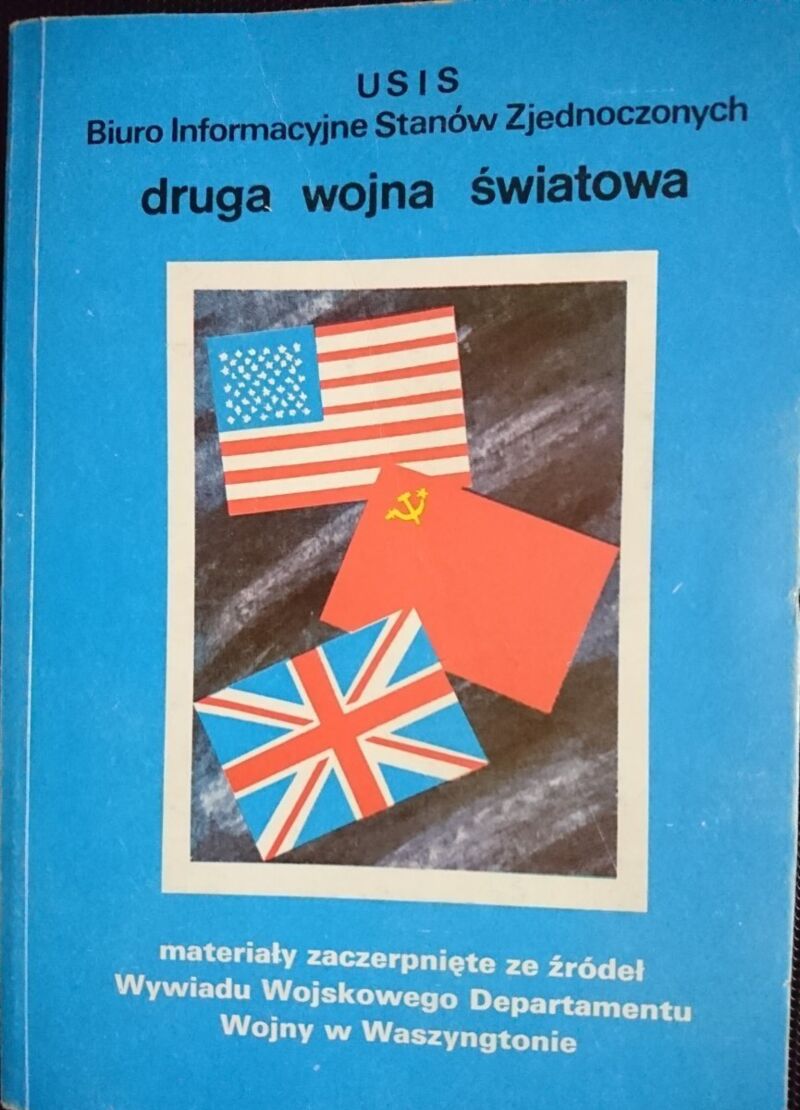 USIS
Biuro Informacyjne Stanów Zjednoczonych
druga wojna światowa
materiały zaczerpnięte ze źródeł
Wywiadu Wojskowego Departamentu
Wojny w Waszyngtonie